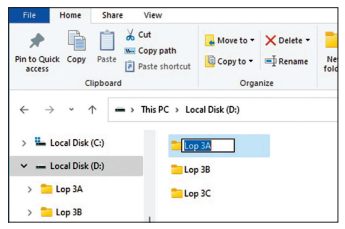 File Home Share View
Pin to Quick access
Copy
Paste
Cut
Copy path
Paste shortcut
Clipboard
Move to
Copy to
Delete
Rename
Organize
This PC > Local Disk (D:)
> Local Disk (C:)
Local Disk (D:)
> Lop 3A
> Lop 3B
Lop 3A
Lop 3B
Lop 3C